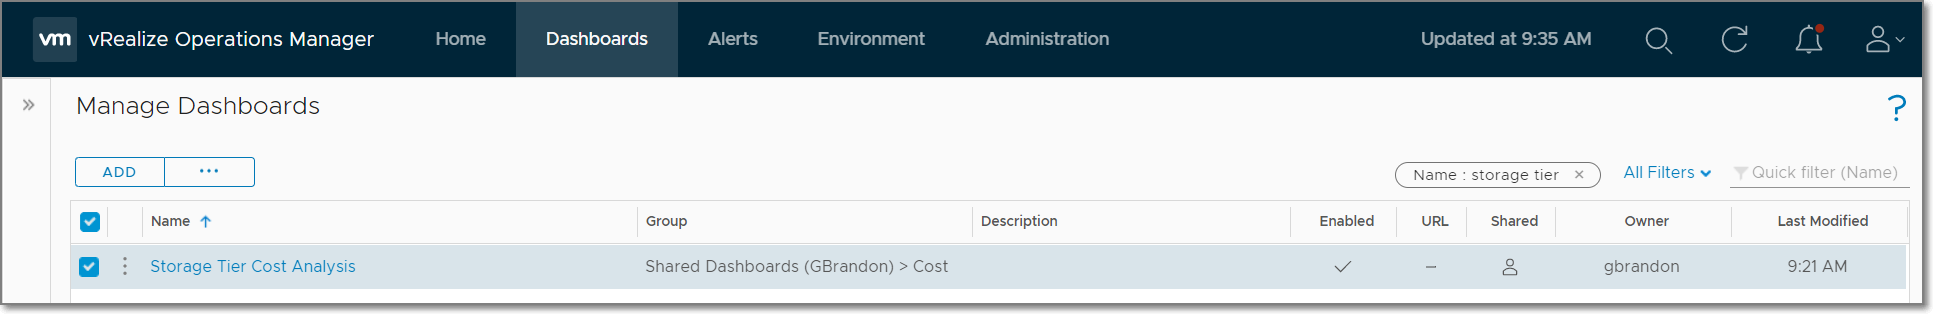 vm vRealize Operations Manager Home Dashboards Alerts Environment Administration Updated at 9:35 AM
» Manage Dashboards ?
ADD ... Name : storage tier × All Filters Quick filter (Name)
Name ↑ Group Description Enabled URL Shared Owner Last Modified
Storage Tier Cost Analysis Shared Dashboards (GBrandon) > Cost – gbrandon 9:21 AM